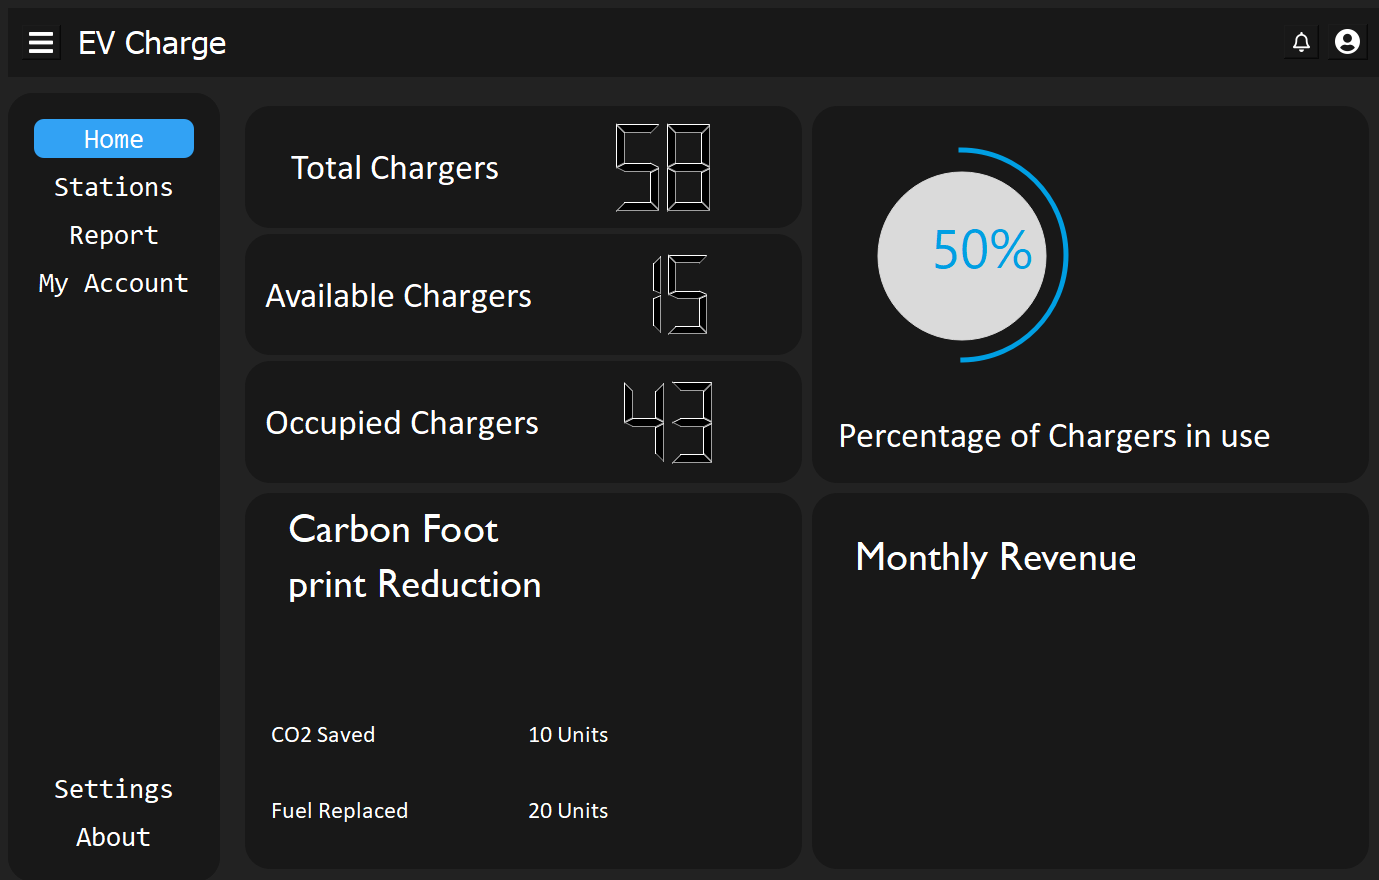 EV Charge
Home
Stations
Report
My Account
Settings
About
Total Chargers 58
Available Chargers 15
Occupied Chargers 43
50%
Percentage of Chargers in use
Carbon Foot
print Reduction
CO2 Saved 10 Units
Fuel Replaced 20 Units
Monthly Revenue